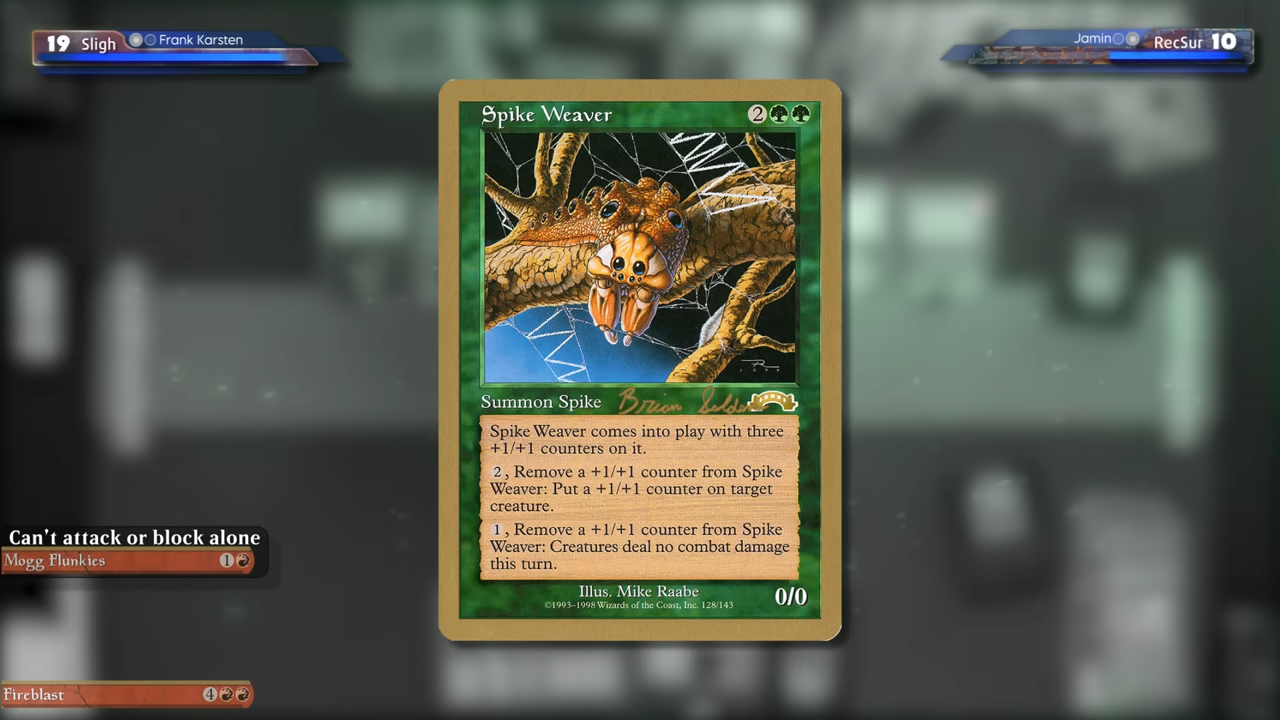 19 Sligh Frank Karsten
Jamin RecSur 10
Spike Weaver 2
Summon Spike Brian
Spike Weaver comes into play with three
+1/+1 counters on it.
2, Remove a +1/+1 counter from Spike
Weaver: Put a +1/+1 counter on target
creature.
1, Remove a +1/+1 counter from Spike
Weaver: Creatures deal no combat damage
this turn.
Illus. Mike Raabe
©1993–1998 Wizards of the Coast, Inc. 128/143
0/0
Can't attack or block alone
Mogg Flunkies 1
Fireblast 4